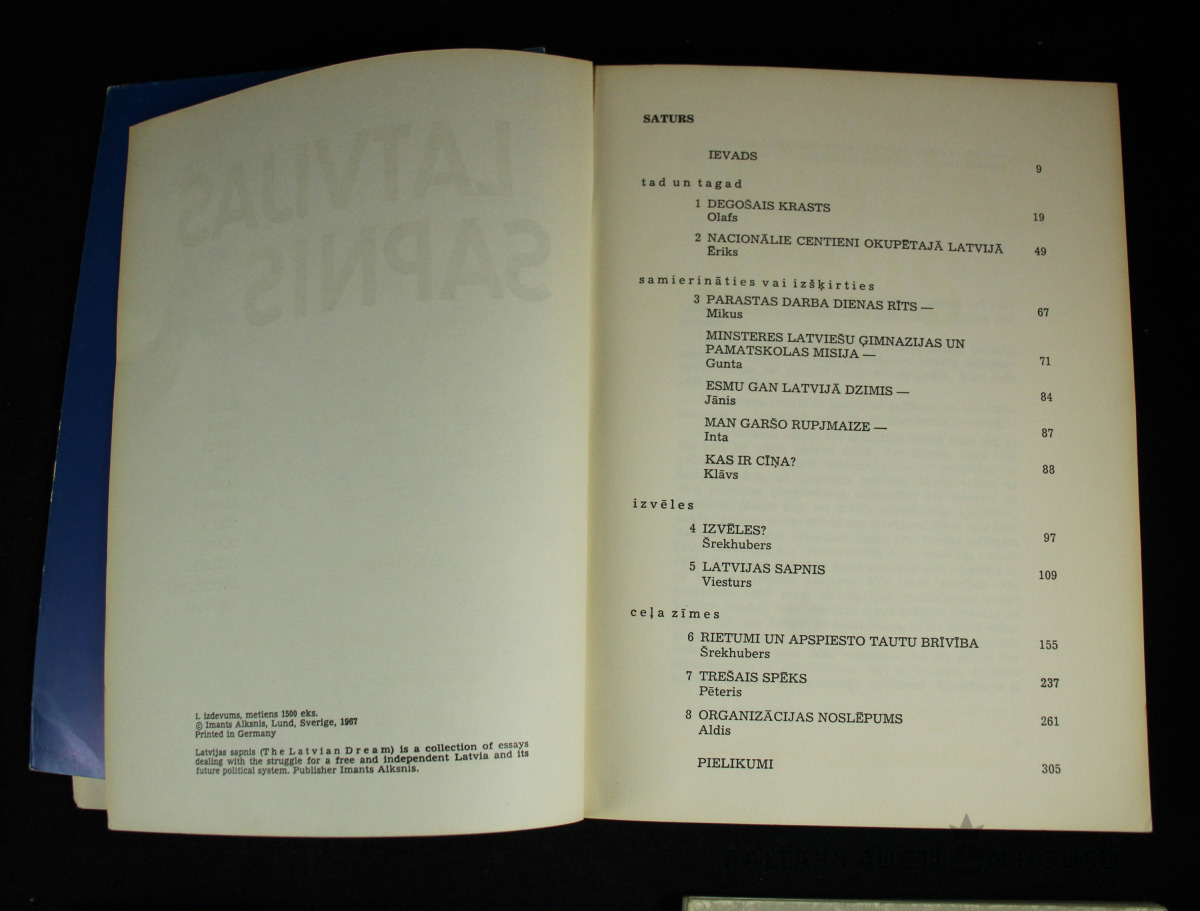 LATVIJAS
SAPNIS
1. izdevums, metiens 1500 eks.
© Imants Alksnis, Lund, Sverige, 1967
Printed in Germany
Latvijas sapnis (The Latvian Dream) is a collection of essays
dealing with the struggle for a free and independent Latvia and its
future political system. Publisher Imants Alksnis.
SATURS
IEVADS 9
tad un tagad
1 DEGOŠAIS KRASTS
Olafs 19
2 NACIONĀLIE CENTIENI OKUPĒTAJĀ LATVIJĀ
Ēriks 49
samierināties vai izšķirties
3 PARASTAS DARBA DIENAS RĪTS —
Mikus 67
MINSTERES LATVIEŠU ĢIMNAZIJAS UN
PAMATSKOLAS MISIJA —
Gunta 71
ESMU GAN LATVIJĀ DZIMIS —
Jānis 84
MAN GARŠO RUPJMAIZE —
Inta 87
KAS IR CĪŅA?
Klāvs 88
izvēles
4 IZVĒLES?
Šrekhubers 97
5 LATVIJAS SAPNIS
Viesturs 109
ceļa zīmes
6 RIETUMI UN APSPIESTO TAUTU BRĪVĪBA
Šrekhubers 155
7 TREŠAIS SPĒKS
Pēteris 237
8 ORGANIZĀCIJAS NOSLĒPUMS
Aldis 261
PIELIKUMI 305
BALTARS AUCTION HOUSE